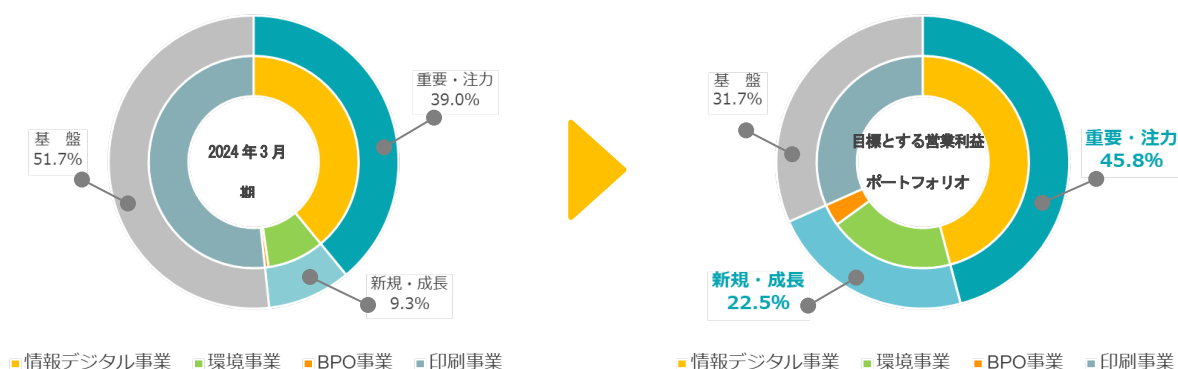 重要・注力
39.0%
基　盤
51.7%
2024年3月
期
新規・成長
9.3%
情報デジタル事業 環境事業 BPO事業 印刷事業
基　盤
31.7%
目標とする営業利益
ポートフォリオ
重要・注力
45.8%
新規・成長
22.5%
情報デジタル事業 環境事業 BPO事業 印刷事業